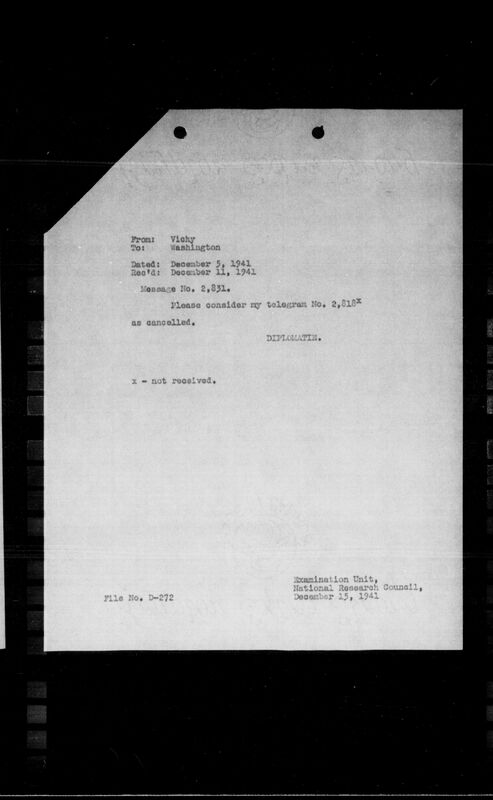 From: Vichy
To: Washington
Dated: December 5, 1941
Rec'd: December 11, 1941
Message No. 2,831.
Please consider my telegram No. 2,818x
as cancelled.
DIPLOMATIE.
x - not received.
Examination Unit,
National Research Council,
File No. D-272
December 15, 1941